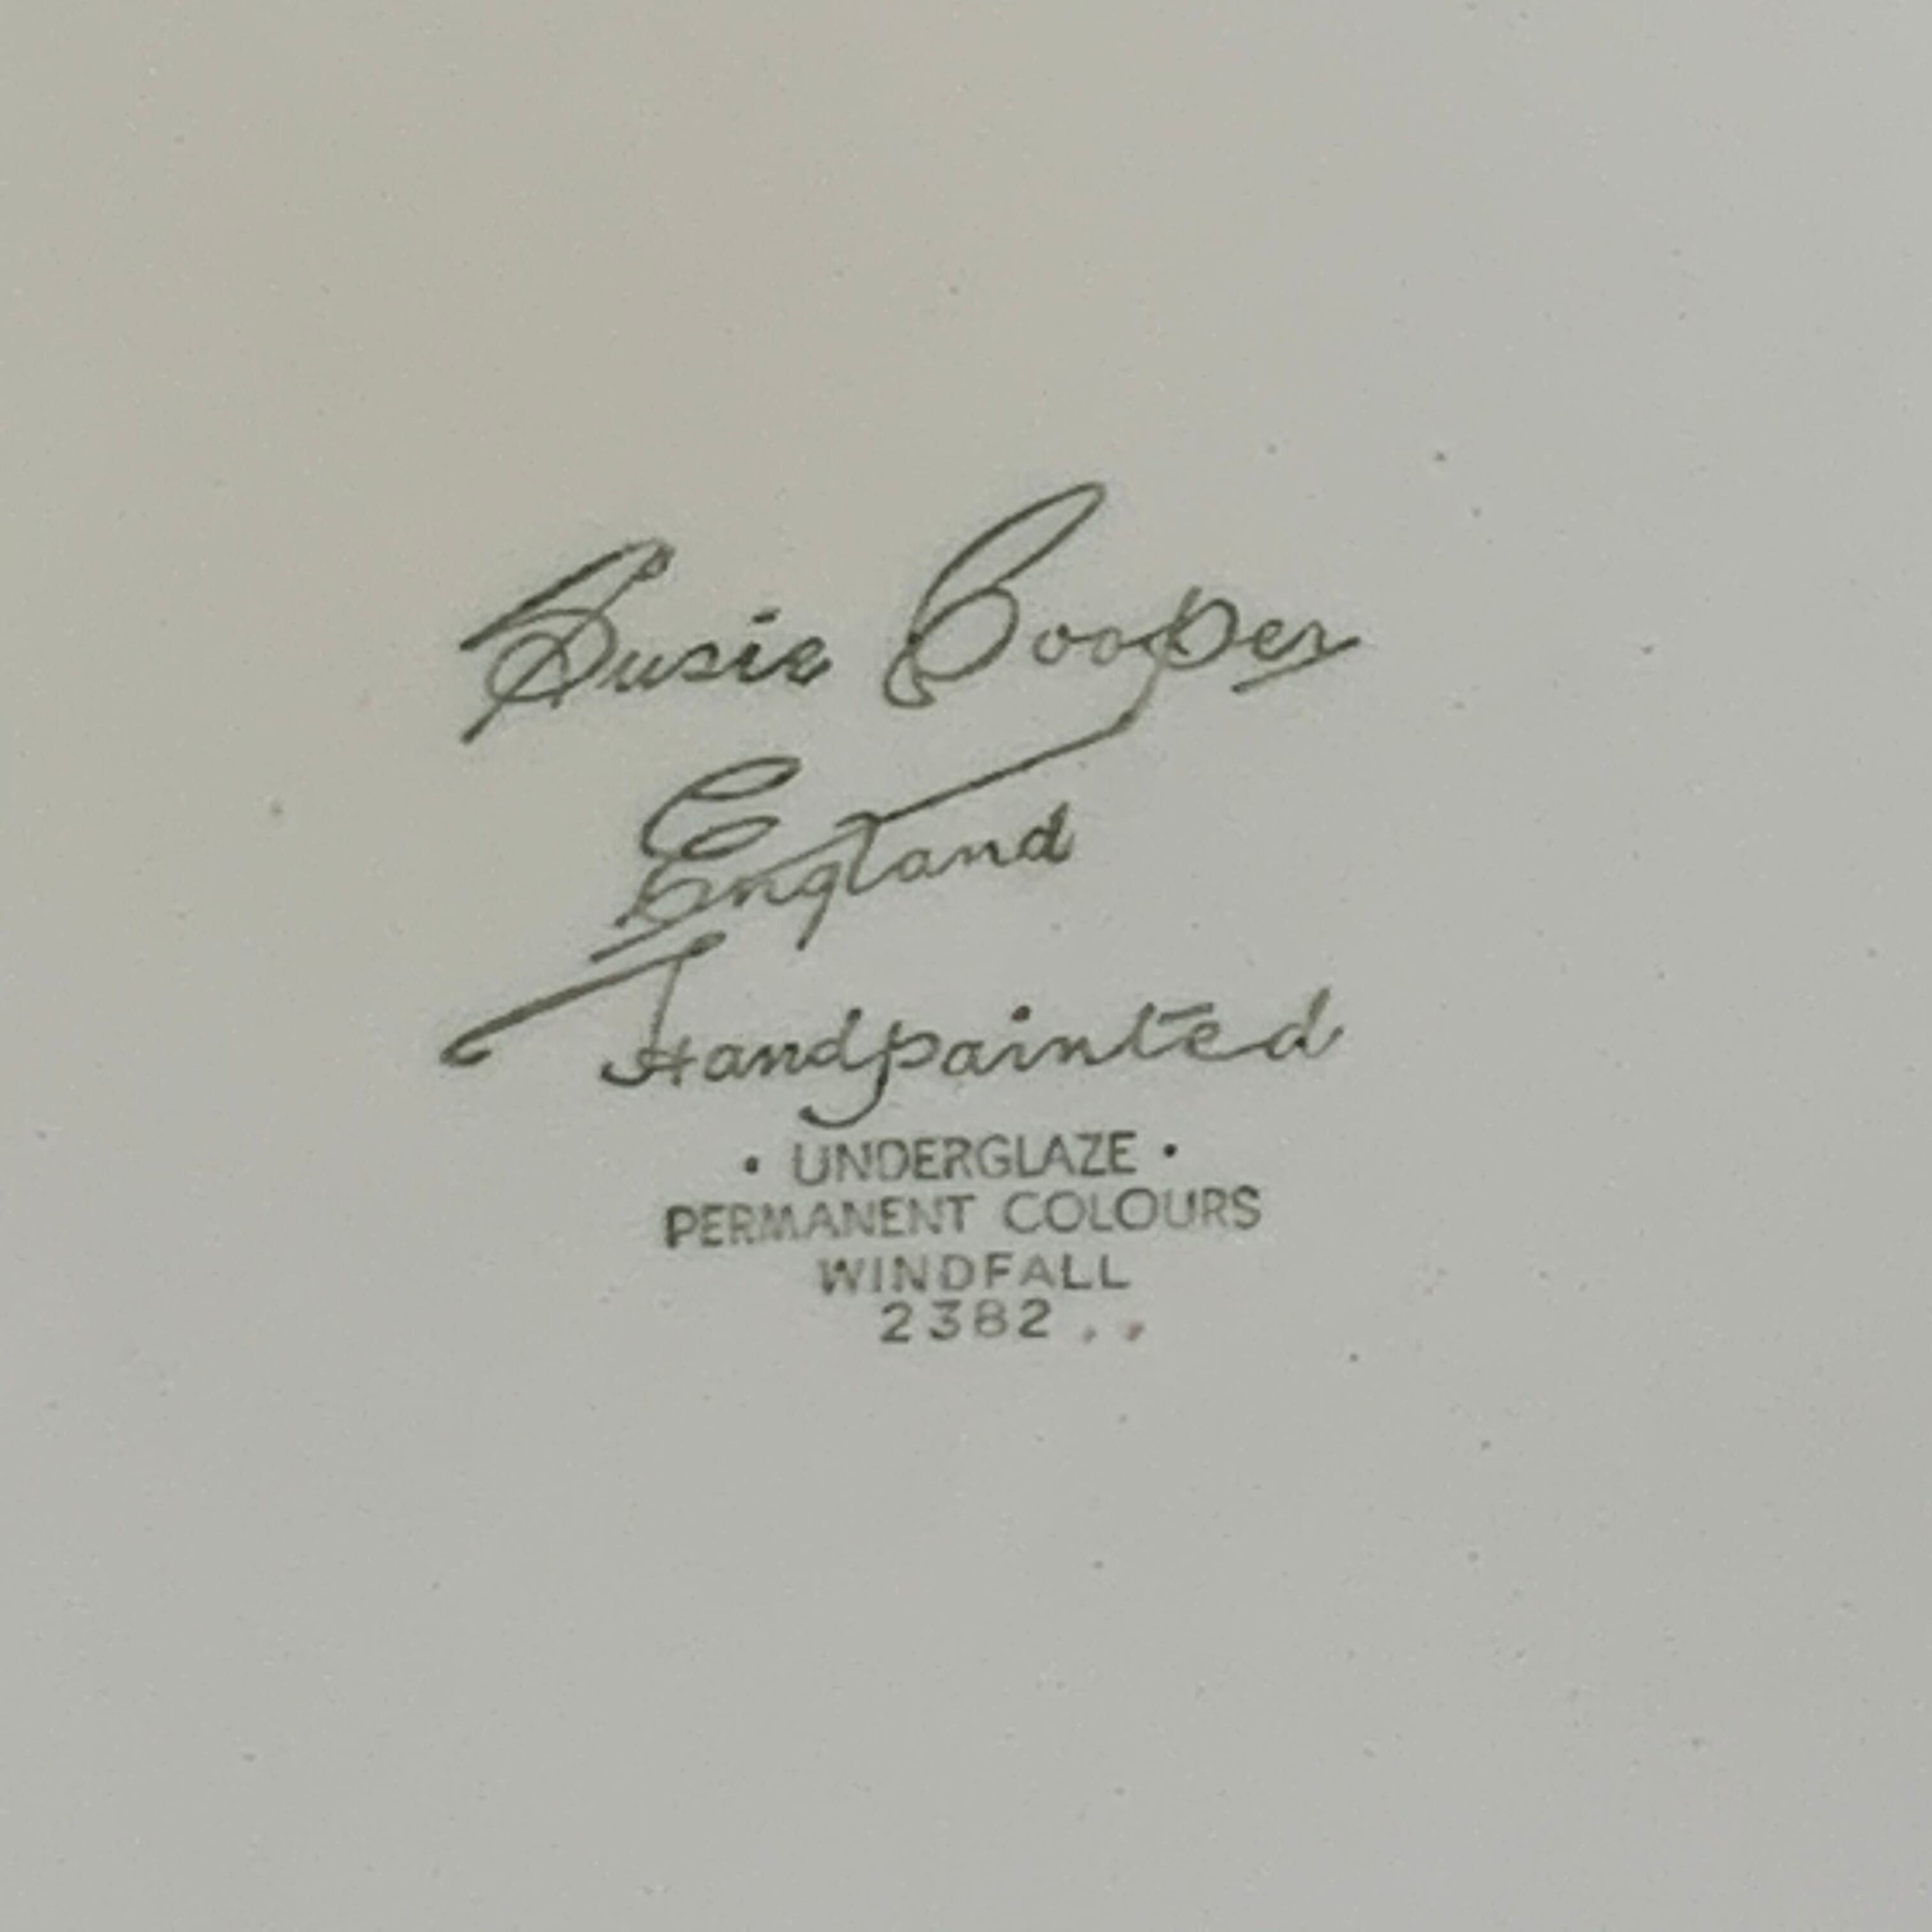 Susie Cooper
England
Handpainted
· UNDERGLAZE ·
PERMANENT COLOURS
WINDFALL
2382 . .